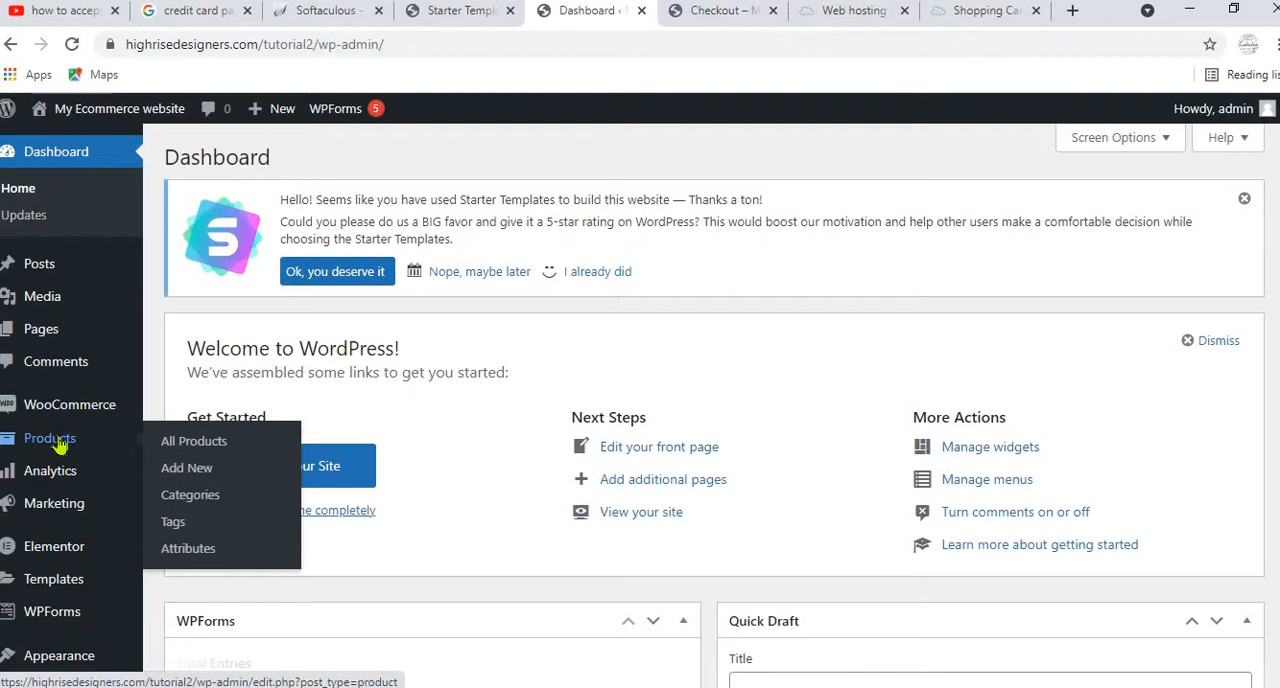 how to accep
credit card pa
Softaculous -
Starter Templ
Dashboard ‹
Checkout – M
Web hosting
Shopping Ca
highrisedesigners.com/tutorial2/wp-admin/
Apps
Maps
Reading lis
My Ecommerce website
0
New
WPForms
5
Howdy, admin
Dashboard
Home
Updates
Posts
Media
Pages
Comments
WooCommerce
Products
Analytics
Marketing
Elementor
Templates
WPForms
Appearance
All Products
Add New
Categories
Tags
Attributes
Screen Options
Help
Dashboard
S
Hello! Seems like you have used Starter Templates to build this website — Thanks a ton!
Could you please do us a BIG favor and give it a 5-star rating on WordPress? This would boost our motivation and help other users make a comfortable decision while
choosing the Starter Templates.
Ok, you deserve it
Nope, maybe later
I already did
Welcome to WordPress!
We've assembled some links to get you started:
Dismiss
Get Started
our Site
me completely
Next Steps
Edit your front page
Add additional pages
View your site
More Actions
Manage widgets
Manage menus
Turn comments on or off
Learn more about getting started
WPForms
Total Entries
Quick Draft
Title
ttps://highrisedesigners.com/tutorial2/wp-admin/edit.php?post_type=product